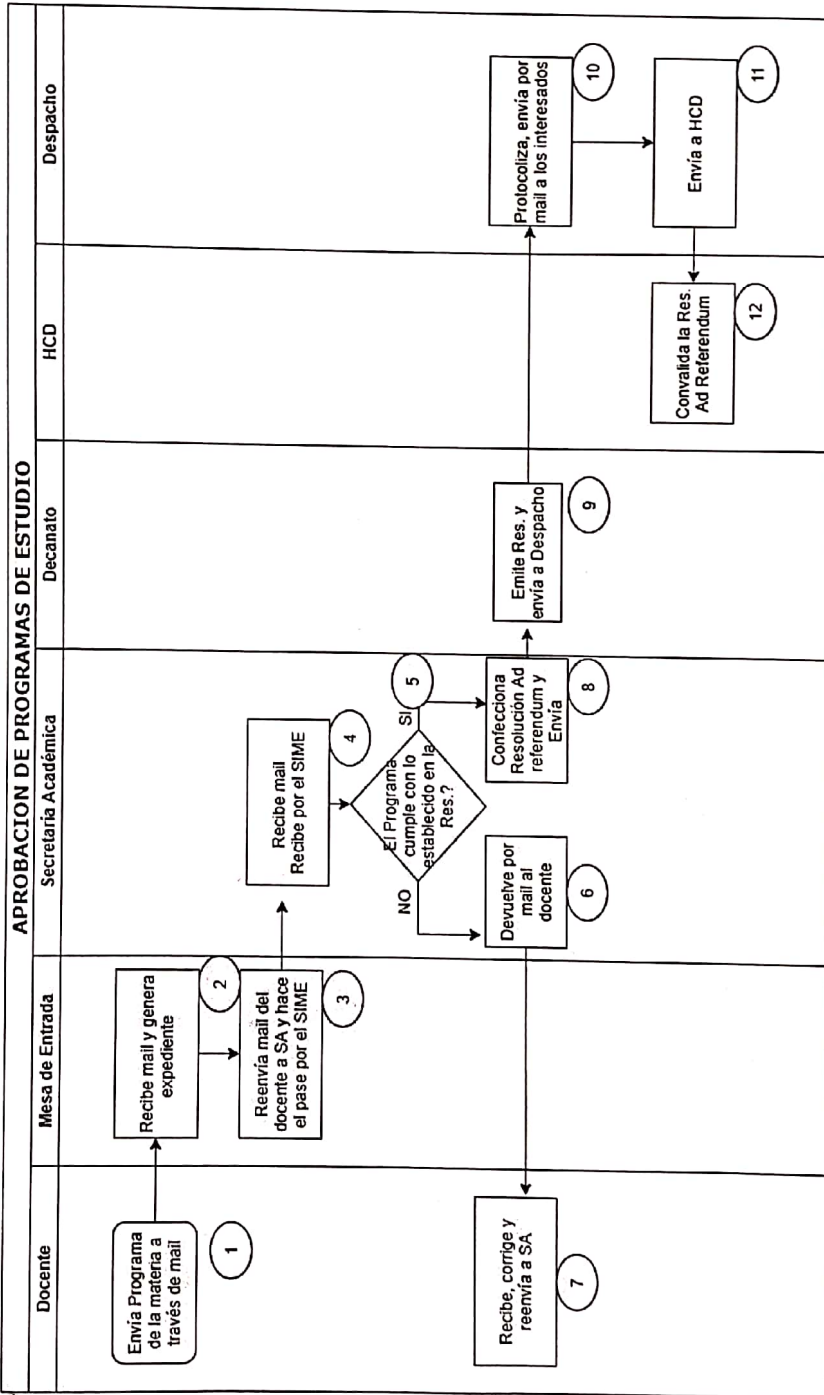 APROBACION DE PROGRAMAS DE ESTUDIO
Docente
Mesa de Entrada
Secretaría Académica
Decanato
HCD
Despacho
Envía Programa
de la materia a
través de mail
1
Recibe mail y genera
expediente
2
Reenvía mail del
docente a SA y hace
el pase por el SIME
3
Recibe mail
Recibe por el SIME
4
El Programa
cumple con lo
establecido en la
Res.?
NO
SI
5
Devuelve por
mail al
docente
6
Recibe, corrige y
reenvía a SA
7
Confecciona
Resolución Ad
referendum y
Envía
8
Emite Res. y
envía a Despacho
9
Protocoliza, envía por
mail a los interesados
10
Envía a HCD
11
Convalida la Res.
Ad Referendum
12